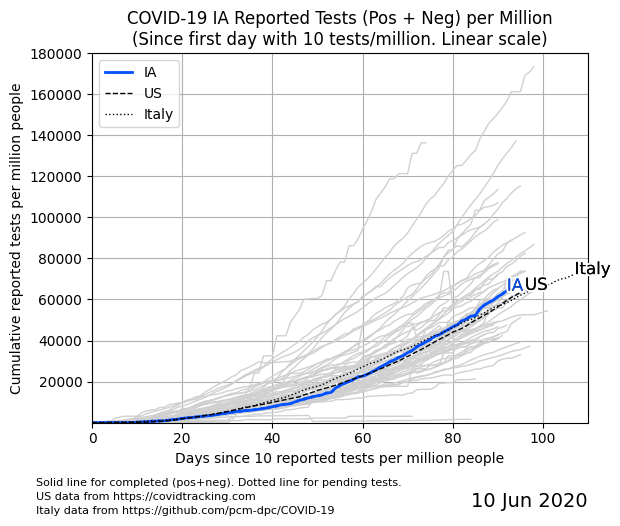 COVID-19 IA Reported Tests (Pos + Neg) per Million
(Since first day with 10 tests/million. Linear scale)
Cumulative reported tests per million people
180000
160000
140000
120000
100000
80000
60000
40000
20000
IA
US
Italy
Italy
IA US
0 20 40 60 80 100
Days since 10 reported tests per million people
Solid line for completed (pos+neg). Dotted line for pending tests.
US data from https://covidtracking.com
Italy data from https://github.com/pcm-dpc/COVID-19
10 Jun 2020